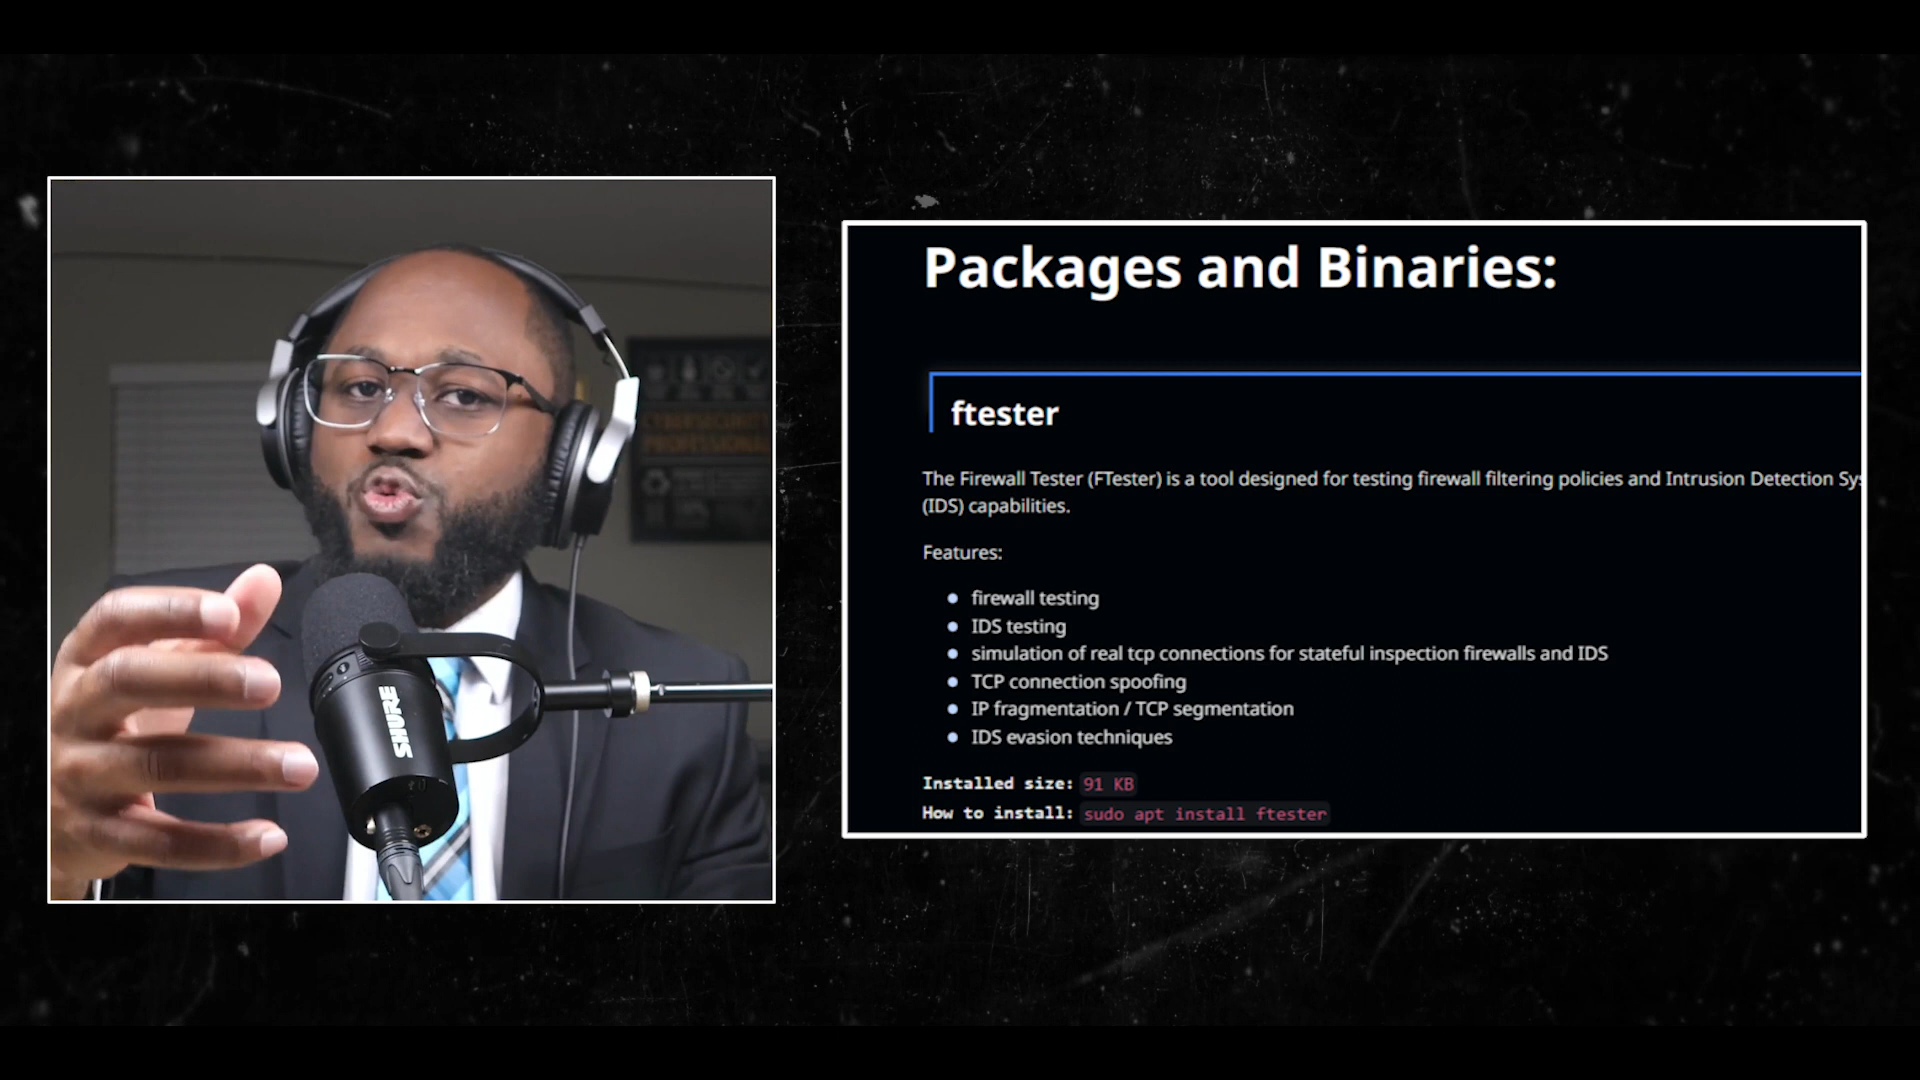 CYBERSECURITY
PROFESSIONAL
SHURE
Packages and Binaries:
ftester
The Firewall Tester (FTester) is a tool designed for testing firewall filtering policies and Intrusion Detection Sys
(IDS) capabilities.
Features:
firewall testing
IDS testing
simulation of real tcp connections for stateful inspection firewalls and IDS
TCP connection spoofing
IP fragmentation / TCP segmentation
IDS evasion techniques
Installed size: 91 KB
How to install: sudo apt install ftester